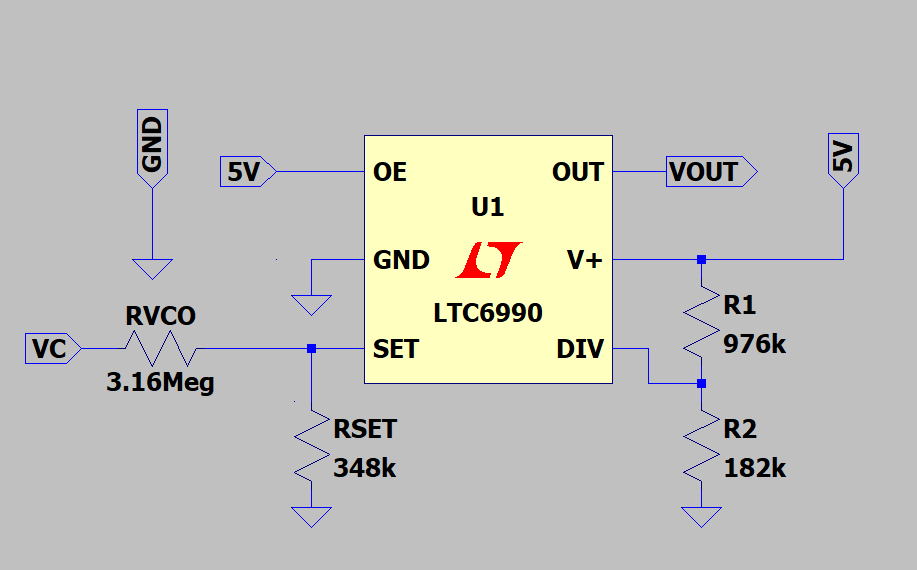 GND
5V
5V
OE
OUT
VOUT
U1
GND
V+
LTC6990
RVCO
R1
976k
VC
SET
DIV
3.16Meg
RSET
348k
R2
182k